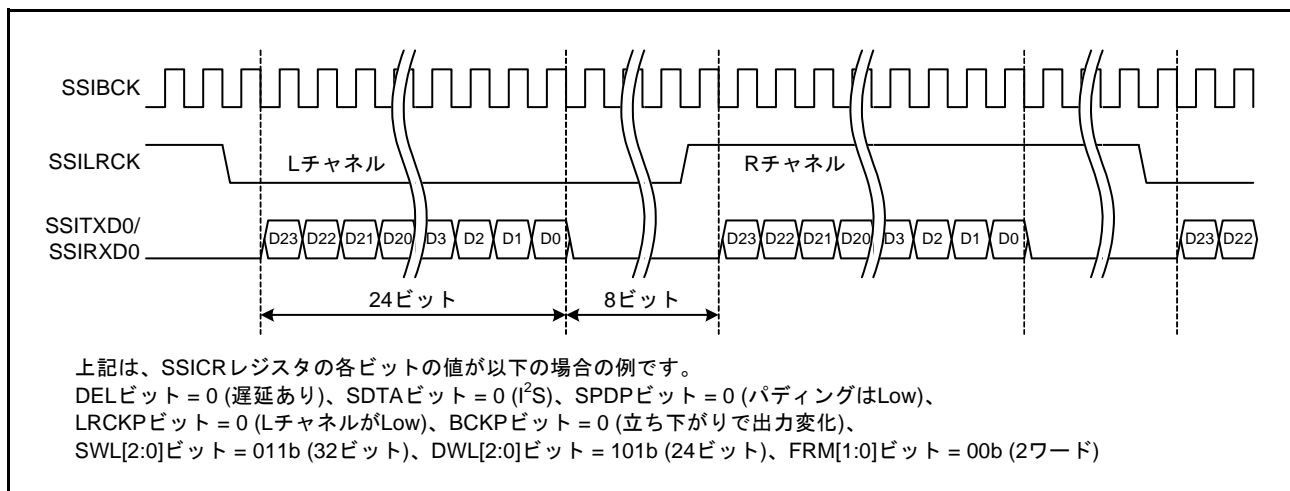 SSIBCK
SSILRCK
Lチャネル
Rチャネル
SSITXD0/
SSIRXD0
D23 D22 D21 D20 D3 D2 D1 D0 D23 D22 D21 D20 D3 D2 D1 D0 D23 D22
24ビット
8ビット
上記は、SSICRレジスタの各ビットの値が以下の場合の例です。
DELビット = 0 (遅延あり)、SDTAビット = 0 (I²S)、SPDPビット = 0 (パディングはLow)、
LRCKPビット = 0 (LチャネルがLow)、BCKPビット = 0 (立ち下がりで出力変化)、
SWL[2:0]ビット = 011b (32ビット)、DWL[2:0]ビット = 101b (24ビット)、FRM[1:0]ビット = 00b (2ワード)